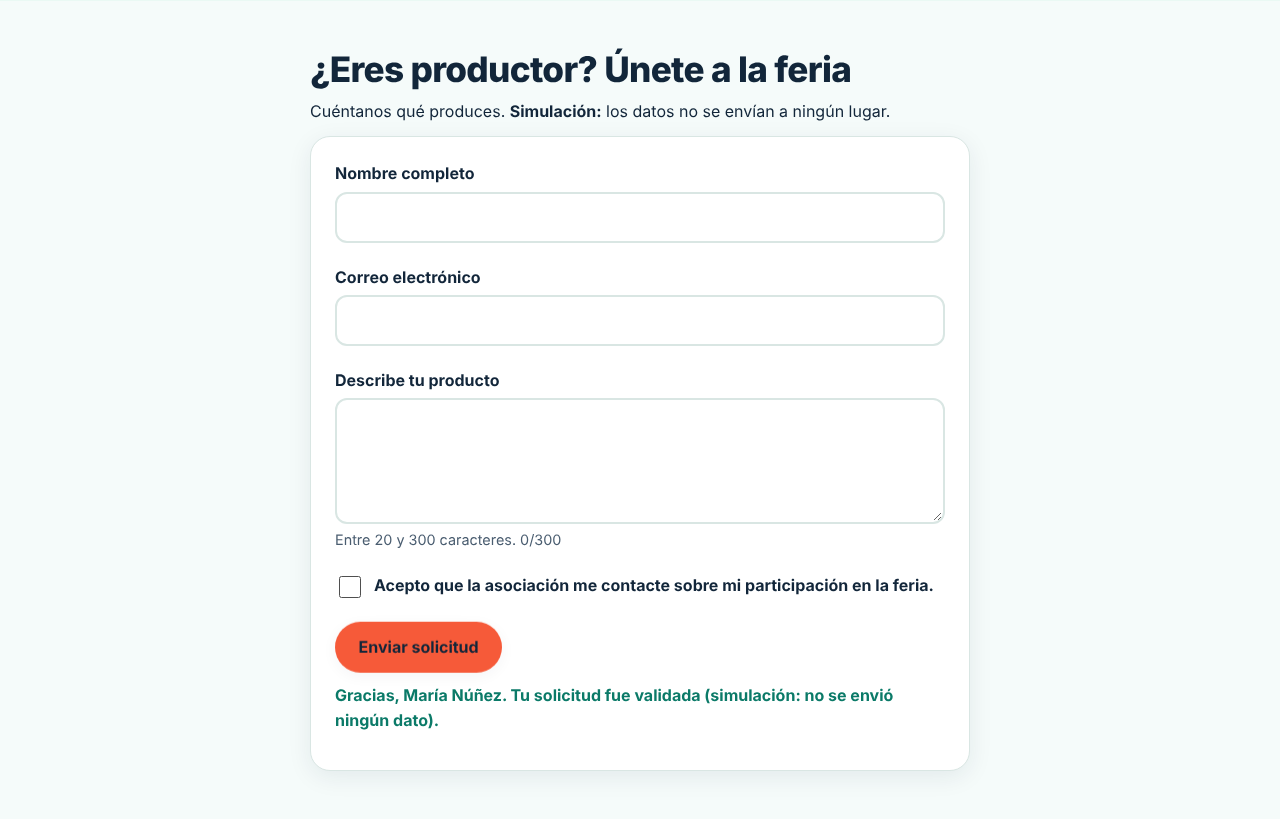 ¿Eres productor? Únete a la feria
Cuéntanos qué produces. Simulación: los datos no se envían a ningún lugar.
Nombre completo
Correo electrónico
Describe tu producto
Entre 20 y 300 caracteres. 0/300
Acepto que la asociación me contacte sobre mi participación en la feria.
Enviar solicitud
Gracias, María Núñez. Tu solicitud fue validada (simulación: no se envió
ningún dato).